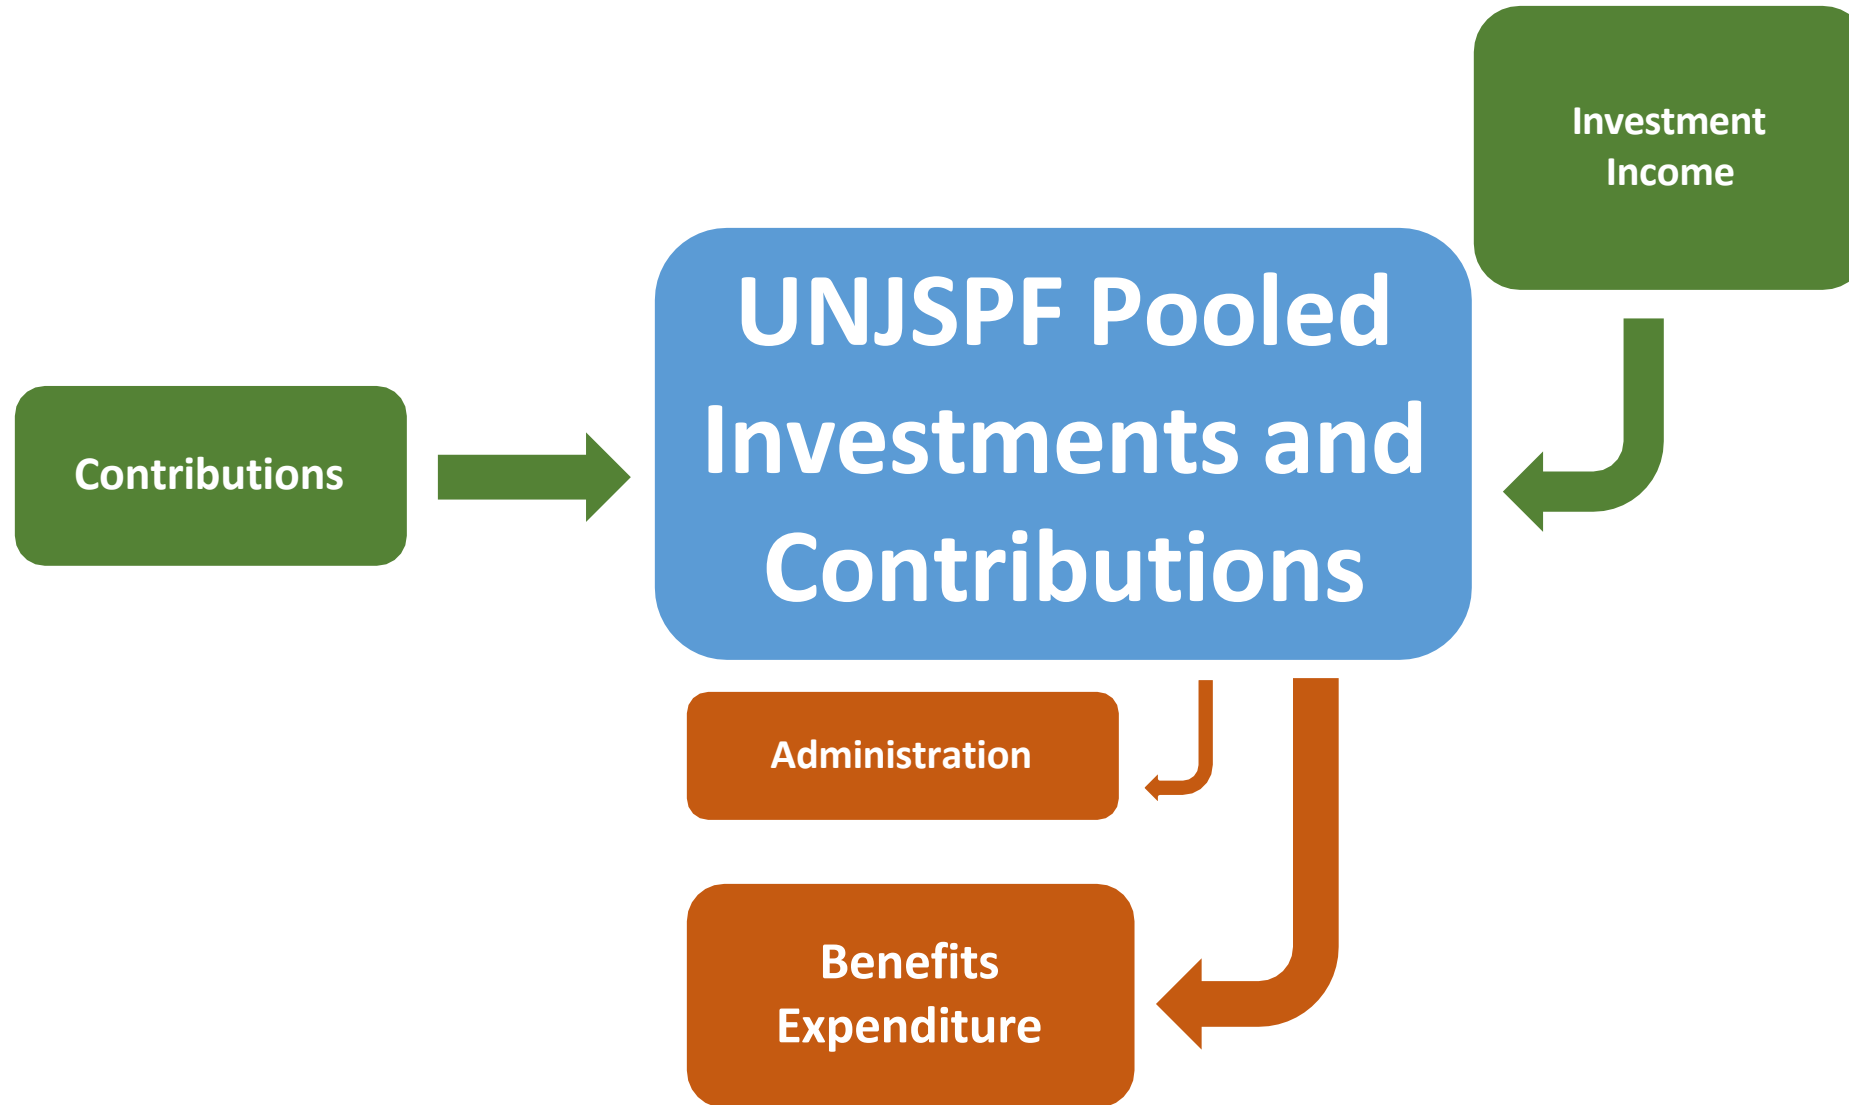 Investment
Income
UNJSPF Pooled
Investments and
Contributions
Contributions
Administration
Benefits
Expenditure